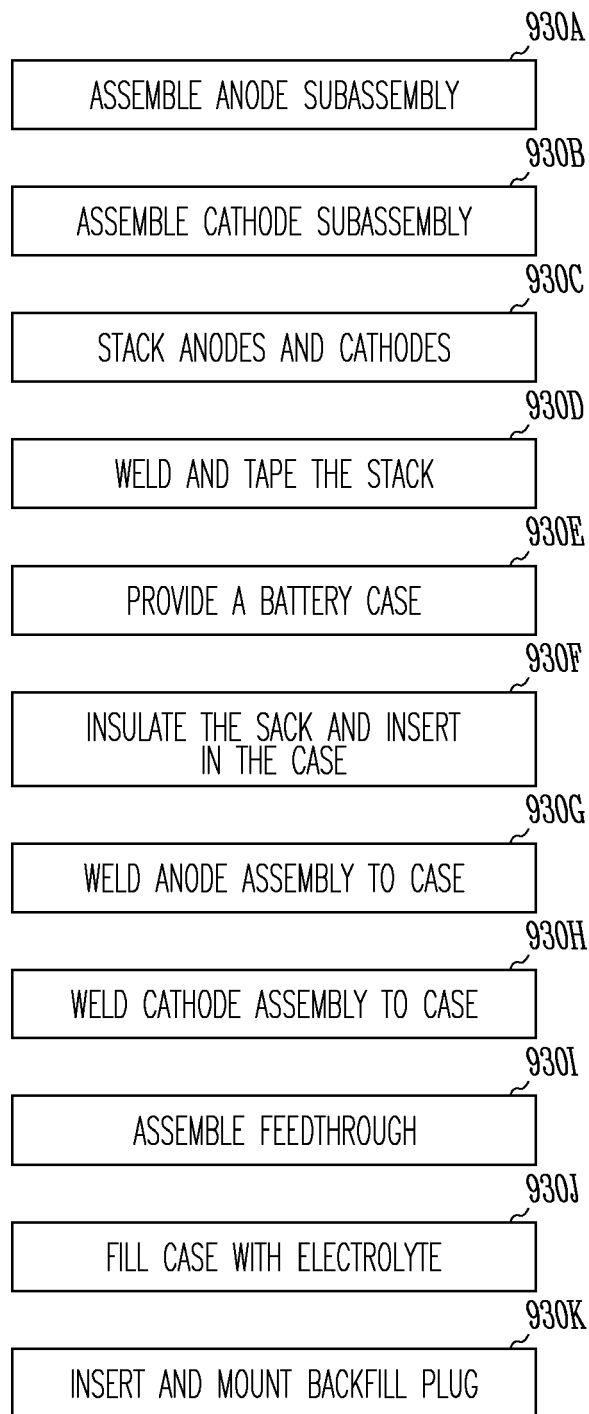 930A
ASSEMBLE ANODE SUBASSEMBLY
930B
ASSEMBLE CATHODE SUBASSEMBLY
930C
STACK ANODES AND CATHODES
930D
WELD AND TAPE THE STACK
930E
PROVIDE A BATTERY CASE
930F
INSULATE THE SACK AND INSERT
IN THE CASE
930G
WELD ANODE ASSEMBLY TO CASE
930H
WELD CATHODE ASSEMBLY TO CASE
930I
ASSEMBLE FEEDTHROUGH
930J
FILL CASE WITH ELECTROLYTE
930K
INSERT AND MOUNT BACKFILL PLUG